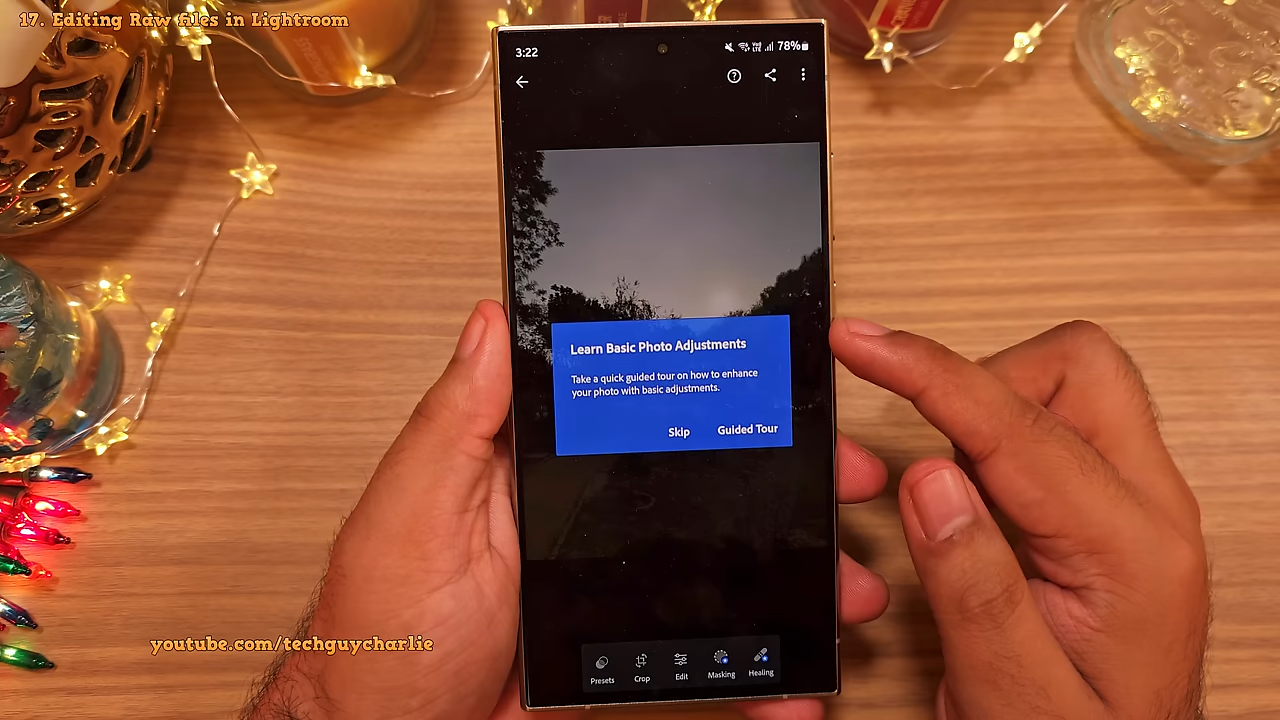 17. Editing Raw files in Lightroom
3:22
78%
Learn Basic Photo Adjustments
Take a quick guided tour on how to enhance
your photo with basic adjustments.
Skip
Guided Tour
Presets
Crop
Edit
Masking
Healing
youtube.com/techguycharlie